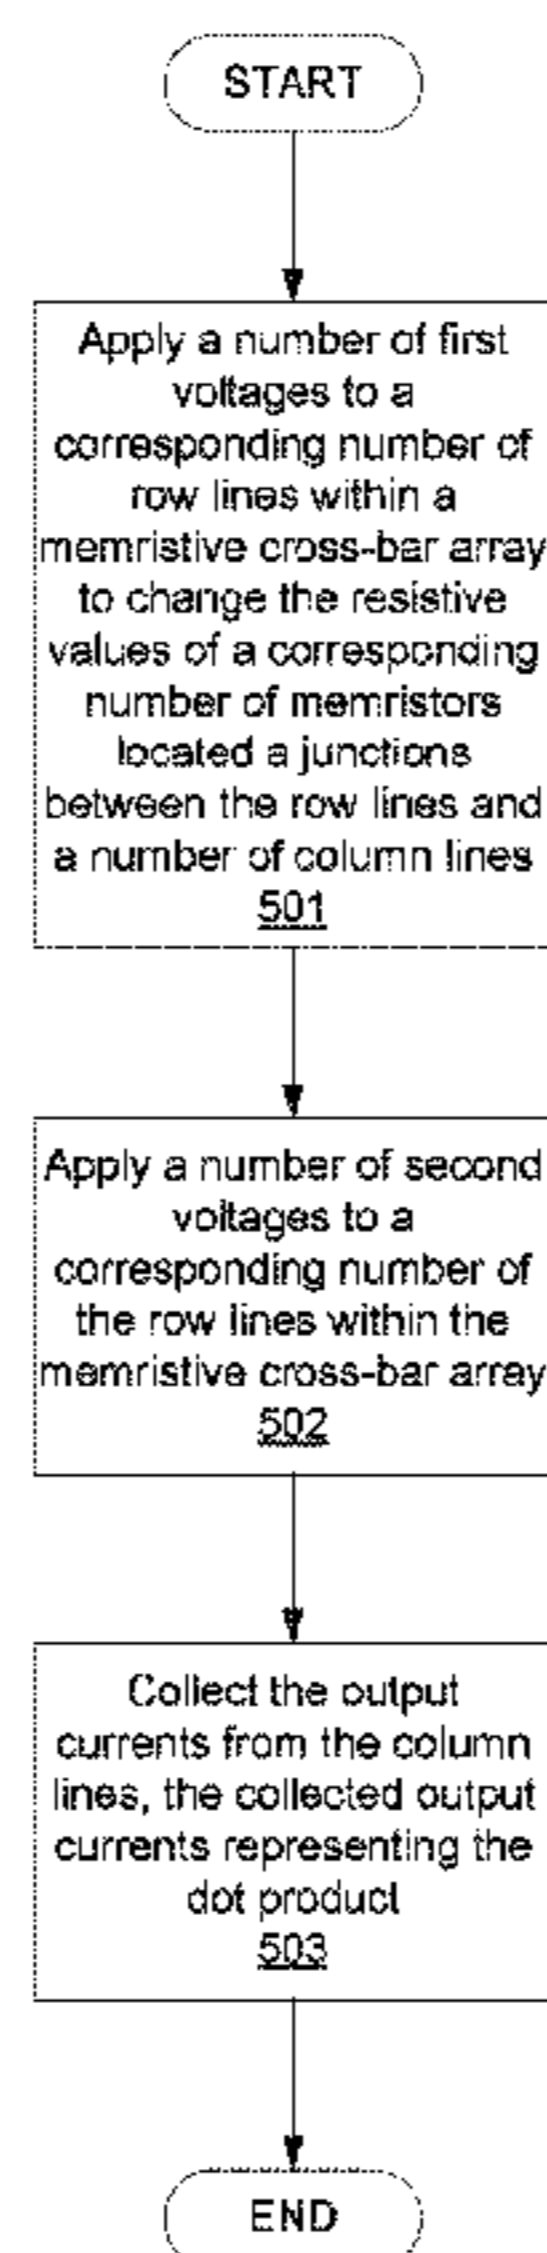 START
Apply a number of first
voltages to a
corresponding number of
row lines within a
memristive cross-bar array
to change the resistive
values of a corresponding
number of memristors
located a junctions
between the row lines and
a number of column lines
501
Apply a number of second
voltages to a
corresponding number of
the row lines within the
memristive cross-bar array
502
Collect the output
currents from the column
lines, the collected output
currents representing the
dot product
503
END